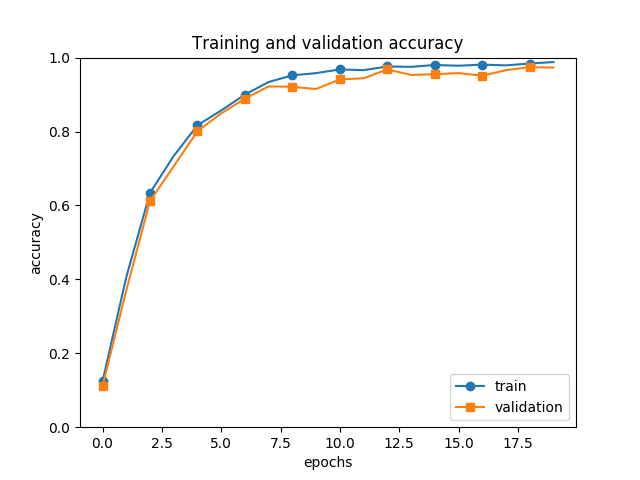 Training and validation accuracy
accuracy
1.0
0.8
0.6
0.4
0.2
0.0
train
validation
0.0 2.5 5.0 7.5 10.0 12.5 15.0 17.5
epochs